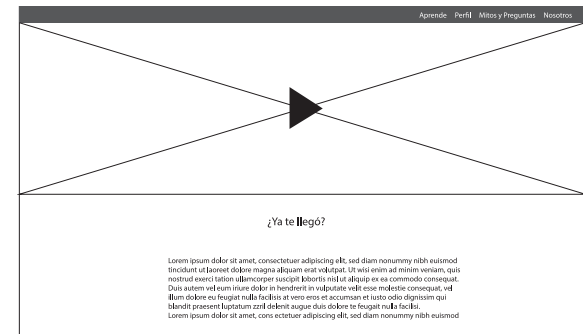 Aprende Perfil Mitos y Preguntas Nosotros
¿Ya te llegó?
Lorem ipsum dolor sit amet, consectetuer adipiscing elit, sed diam nonummy nibh euismod
tincidunt ut laoreet dolore magna aliquam erat volutpat. Ut wisi enim ad minim veniam, quis
nostrud exerci tation ullamcorper suscipit lobortis nisl ut aliquip ex ea commodo consequat.
Duis autem vel eum iriure dolor in hendrerit in vulputate velit esse molestie consequat, vel
illum dolore eu feugiat nulla facilisis at vero eros et accumsan et iusto odio dignissim qui
blandit praesent luptatum zzril delenit augue duis dolore te feugait nulla facilisi.
Lorem ipsum dolor sit amet, cons ectetuer adipiscing elit, sed diam nonummy nibh euismod